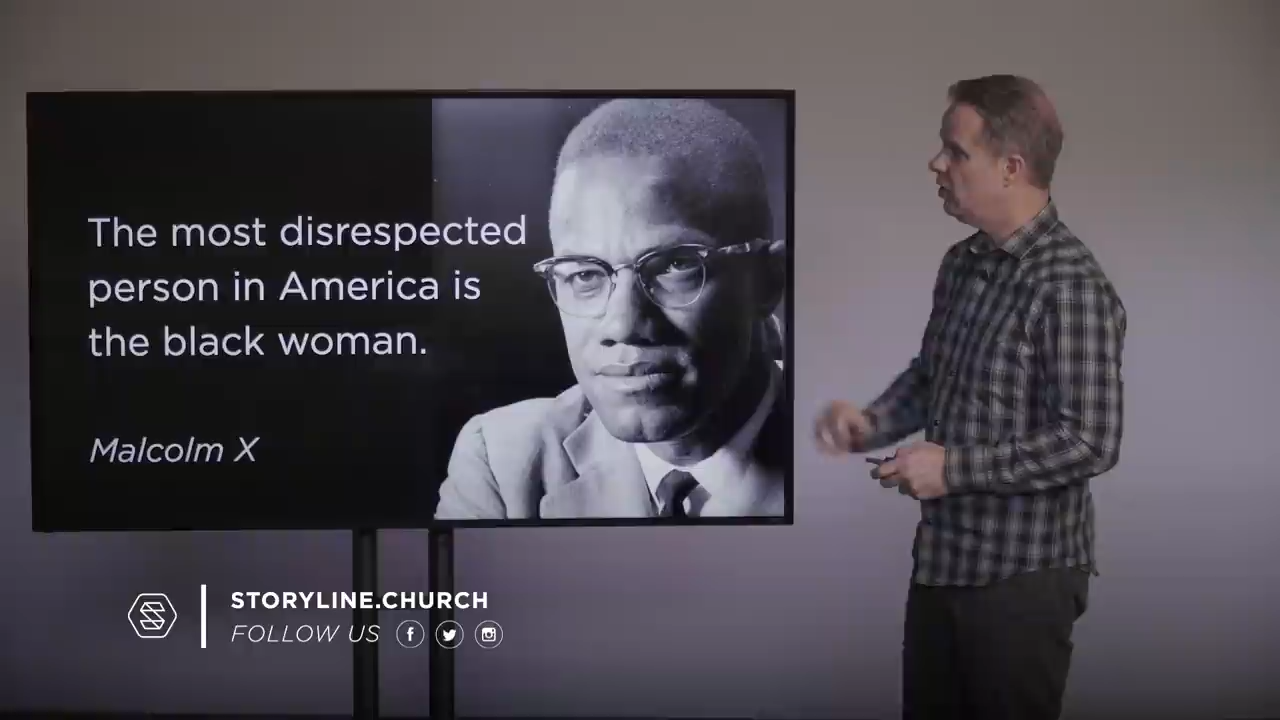 The most disrespected
person in America is
the black woman.
Malcolm X
STORYLINE.CHURCH
FOLLOW US